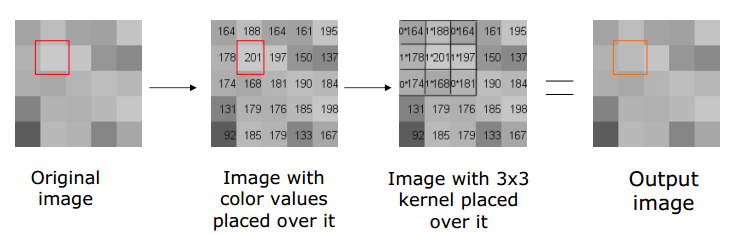 164 188 164 161 195
178 201 197 150 137
174 168 181 190 184
131 179 176 185 198
92 185 179 133 167
0*164 1*188 0*164 161 195
1*178 1*201 1*197 150 137
0*174 1*168 0*181 190 184
131 179 176 185 198
92 185 179 133 167
Original
image
Image with
color values
placed over it
Image with 3x3
kernel placed
over it
Output
image